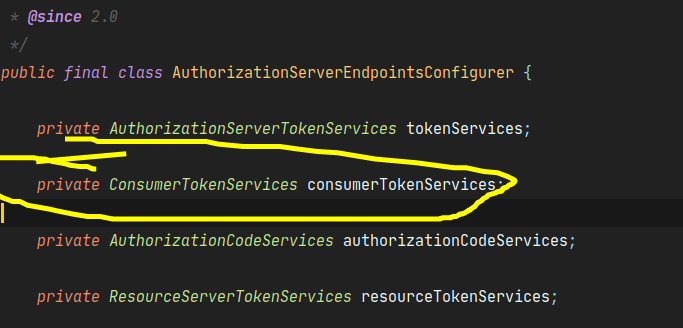 * @since 2.0
*/
public final class AuthorizationServerEndpointsConfigurer {
private AuthorizationServerTokenServices tokenServices;
private ConsumerTokenServices consumerTokenServices;
private AuthorizationCodeServices authorizationCodeServices;
private ResourceServerTokenServices resourceTokenServices;